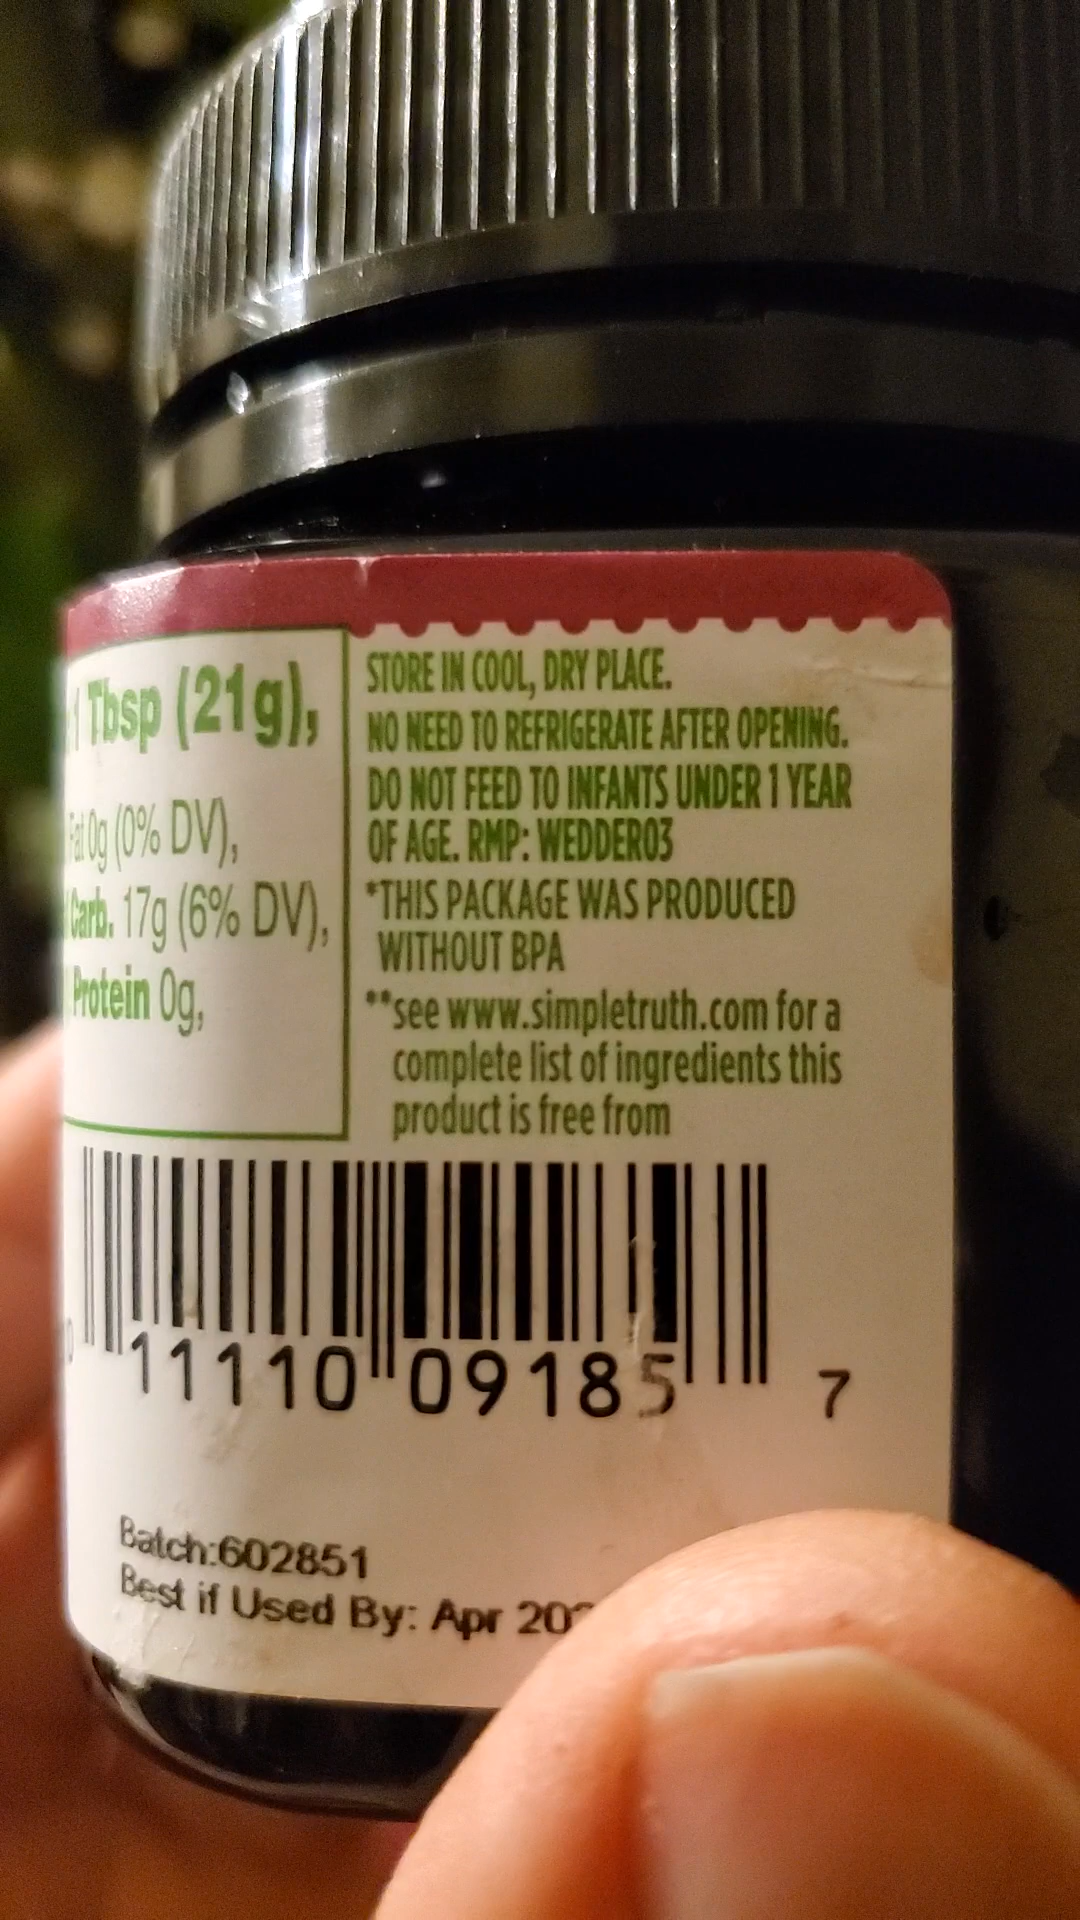 1 Tbsp (21g),
Fat 0g (0% DV),
Carb. 17g (6% DV),
Protein 0g,
STORE IN COOL, DRY PLACE.
NO NEED TO REFRIGERATE AFTER OPENING.
DO NOT FEED TO INFANTS UNDER 1 YEAR
OF AGE. RMP: WEDDER03
*THIS PACKAGE WAS PRODUCED
WITHOUT BPA
**see www.simpletruth.com for a
complete list of ingredients this
product is free from
0 11110 09185 7
Batch:602851
Best if Used By: Apr 20